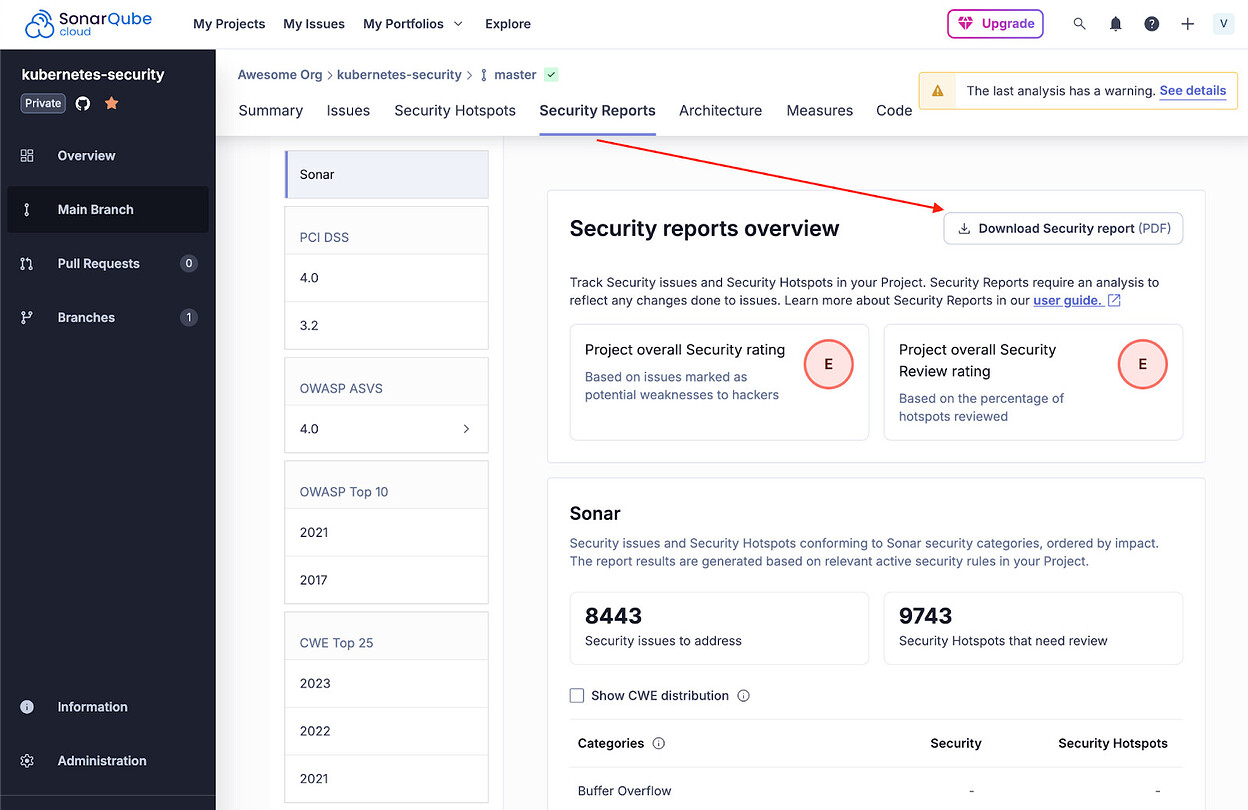 SonarQube
cloud
My Projects
My Issues
My Portfolios
Explore
Upgrade
V
kubernetes-security
Private
Overview
Main Branch
Pull Requests
0
Branches
1
Information
Administration
Awesome Org > kubernetes-security > master
The last analysis has a warning. See details
Summary
Issues
Security Hotspots
Security Reports
Architecture
Measures
Code
Sonar
PCI DSS
4.0
3.2
OWASP ASVS
4.0
OWASP Top 10
2021
2017
CWE Top 25
2023
2022
2021
Security reports overview
Download Security report (PDF)
Track Security issues and Security Hotspots in your Project. Security Reports require an analysis to
reflect any changes done to issues. Learn more about Security Reports in our user guide.
Project overall Security rating
Based on issues marked as
potential weaknesses to hackers
E
Project overall Security
Review rating
Based on the percentage of
hotspots reviewed
E
Sonar
Security issues and Security Hotspots conforming to Sonar security categories, ordered by impact.
The report results are generated based on relevant active security rules in your Project.
8443
Security issues to address
9743
Security Hotspots that need review
Show CWE distribution
Categories
Security
Security Hotspots
Buffer Overflow
-
-